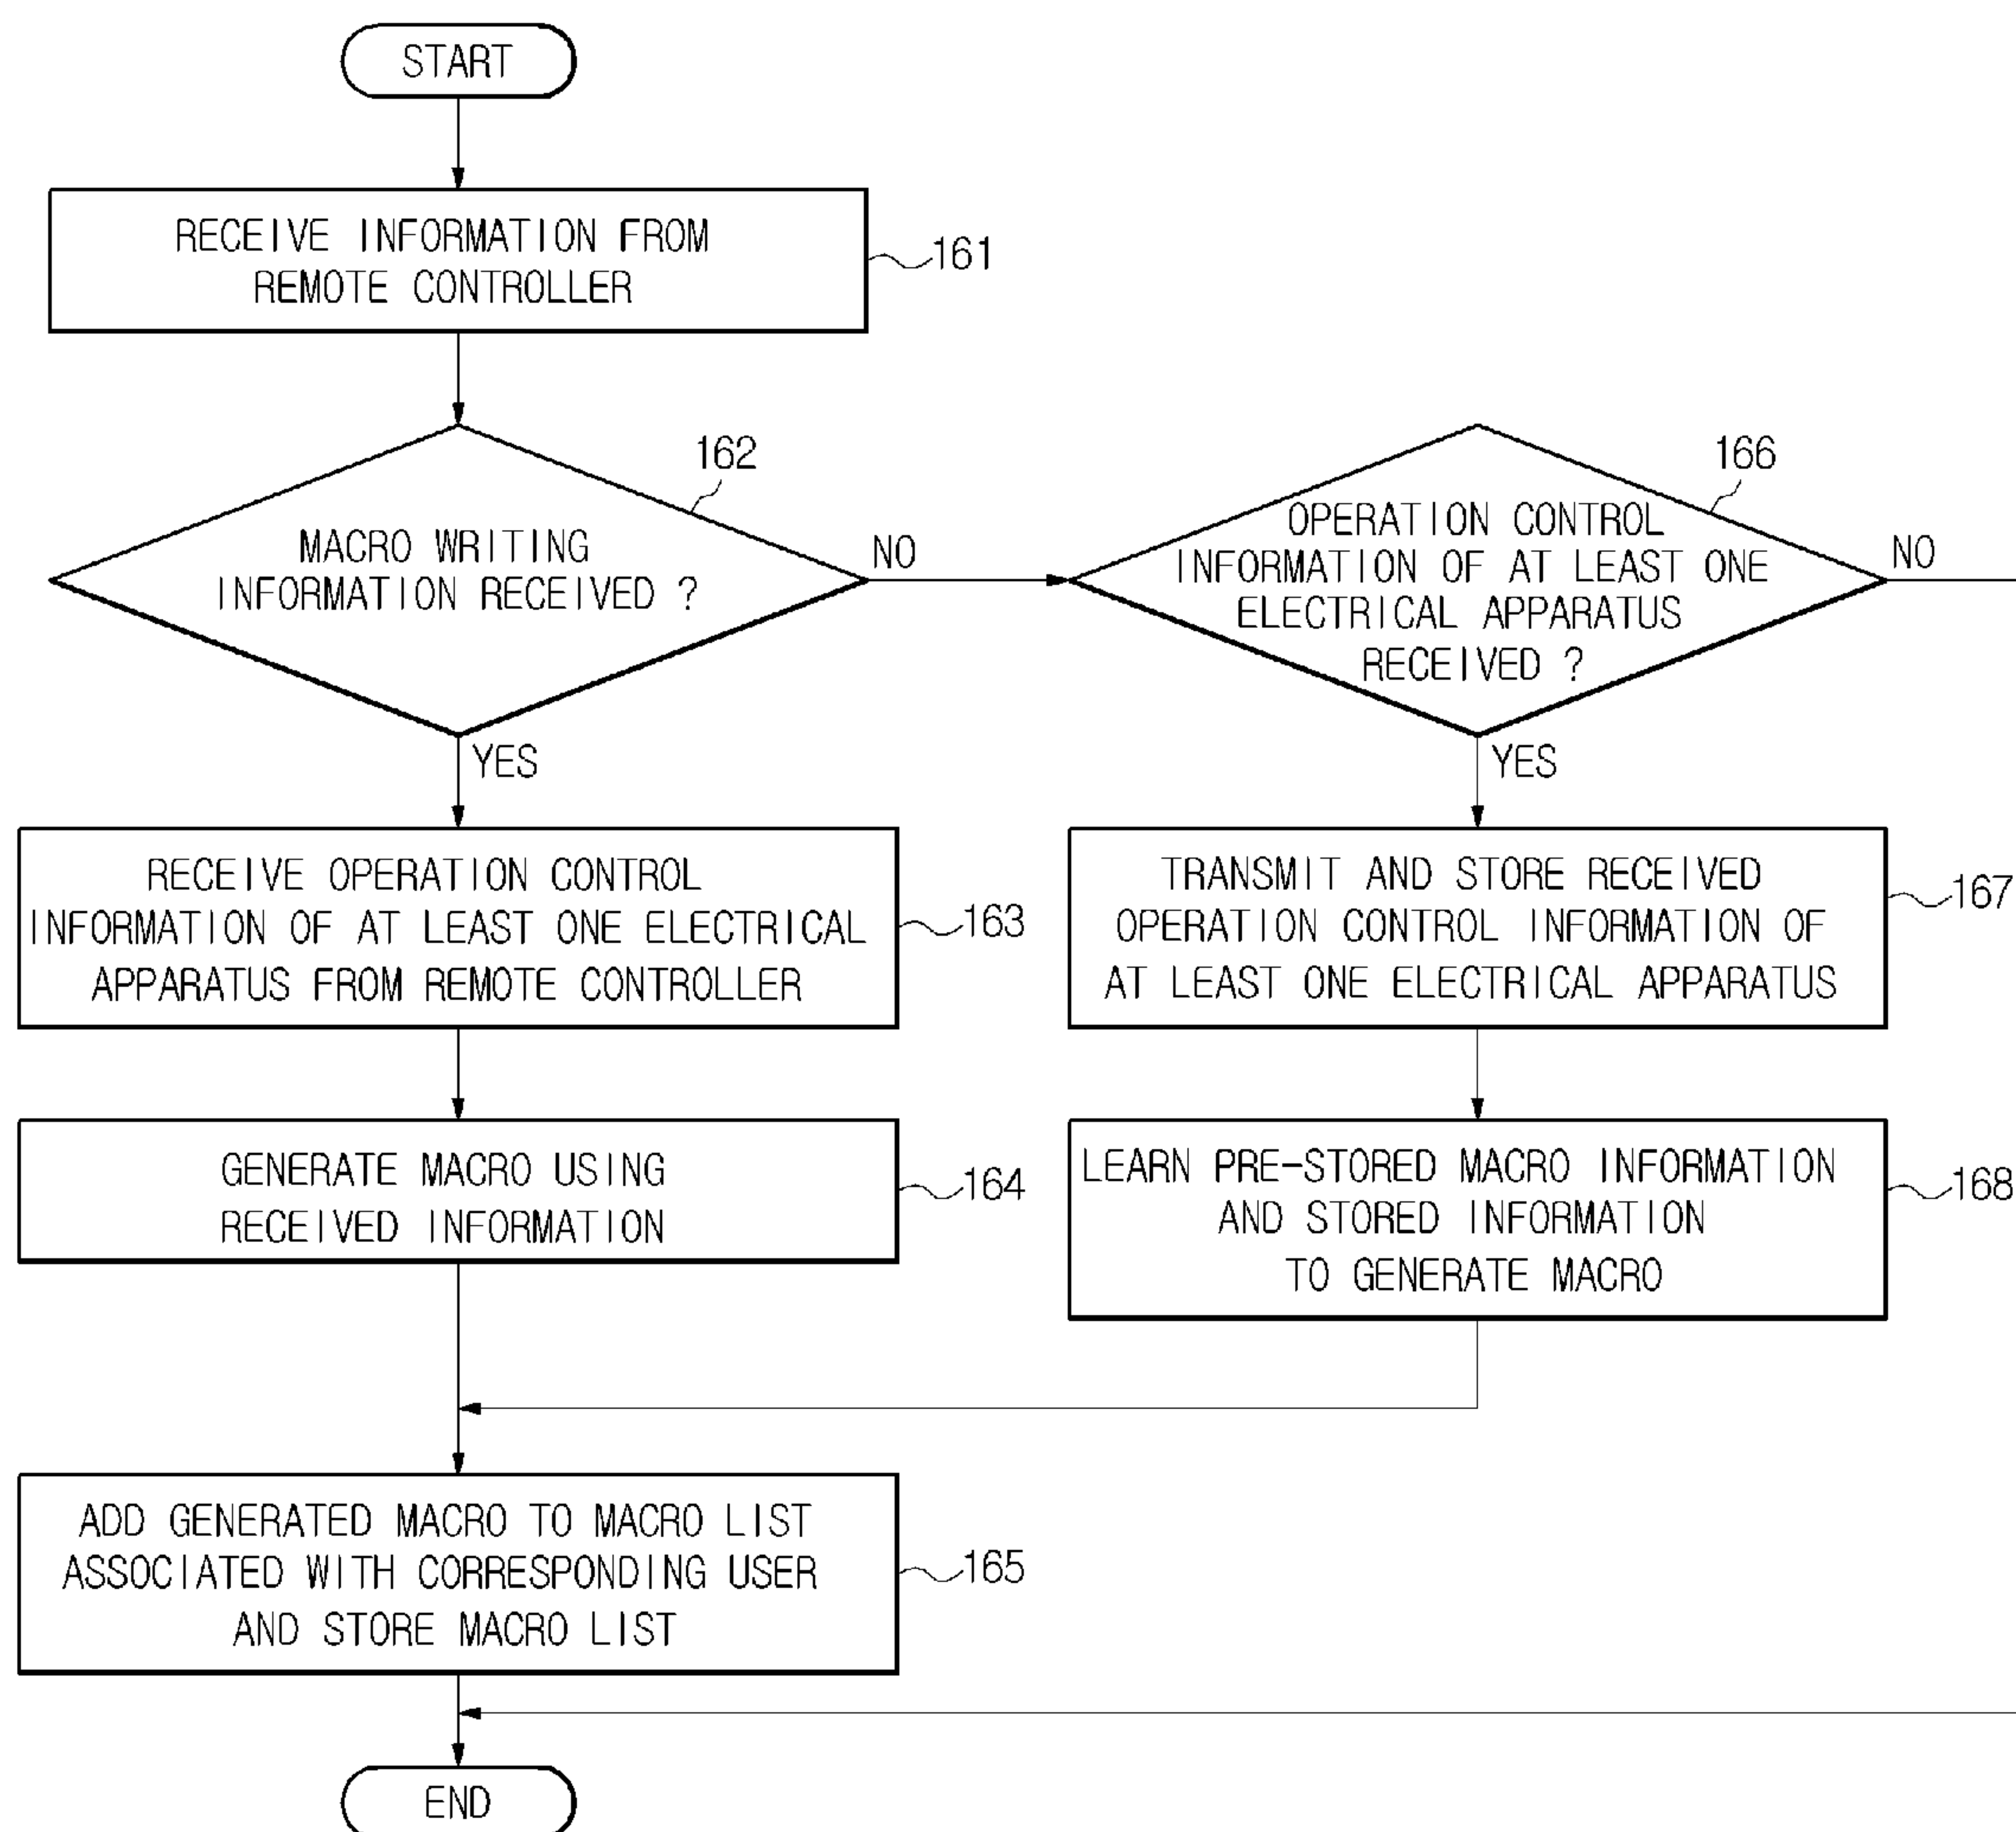 START
RECEIVE INFORMATION FROM
REMOTE CONTROLLER
161
162
MACRO WRITING
INFORMATION RECEIVED ?
NO
YES
166
OPERATION CONTROL
INFORMATION OF AT LEAST ONE
ELECTRICAL APPARATUS
RECEIVED ?
NO
YES
RECEIVE OPERATION CONTROL
INFORMATION OF AT LEAST ONE ELECTRICAL
APPARATUS FROM REMOTE CONTROLLER
163
TRANSMIT AND STORE RECEIVED
OPERATION CONTROL INFORMATION OF
AT LEAST ONE ELECTRICAL APPARATUS
167
GENERATE MACRO USING
RECEIVED INFORMATION
164
LEARN PRE-STORED MACRO INFORMATION
AND STORED INFORMATION
TO GENERATE MACRO
168
ADD GENERATED MACRO TO MACRO LIST
ASSOCIATED WITH CORRESPONDING USER
AND STORE MACRO LIST
165
END